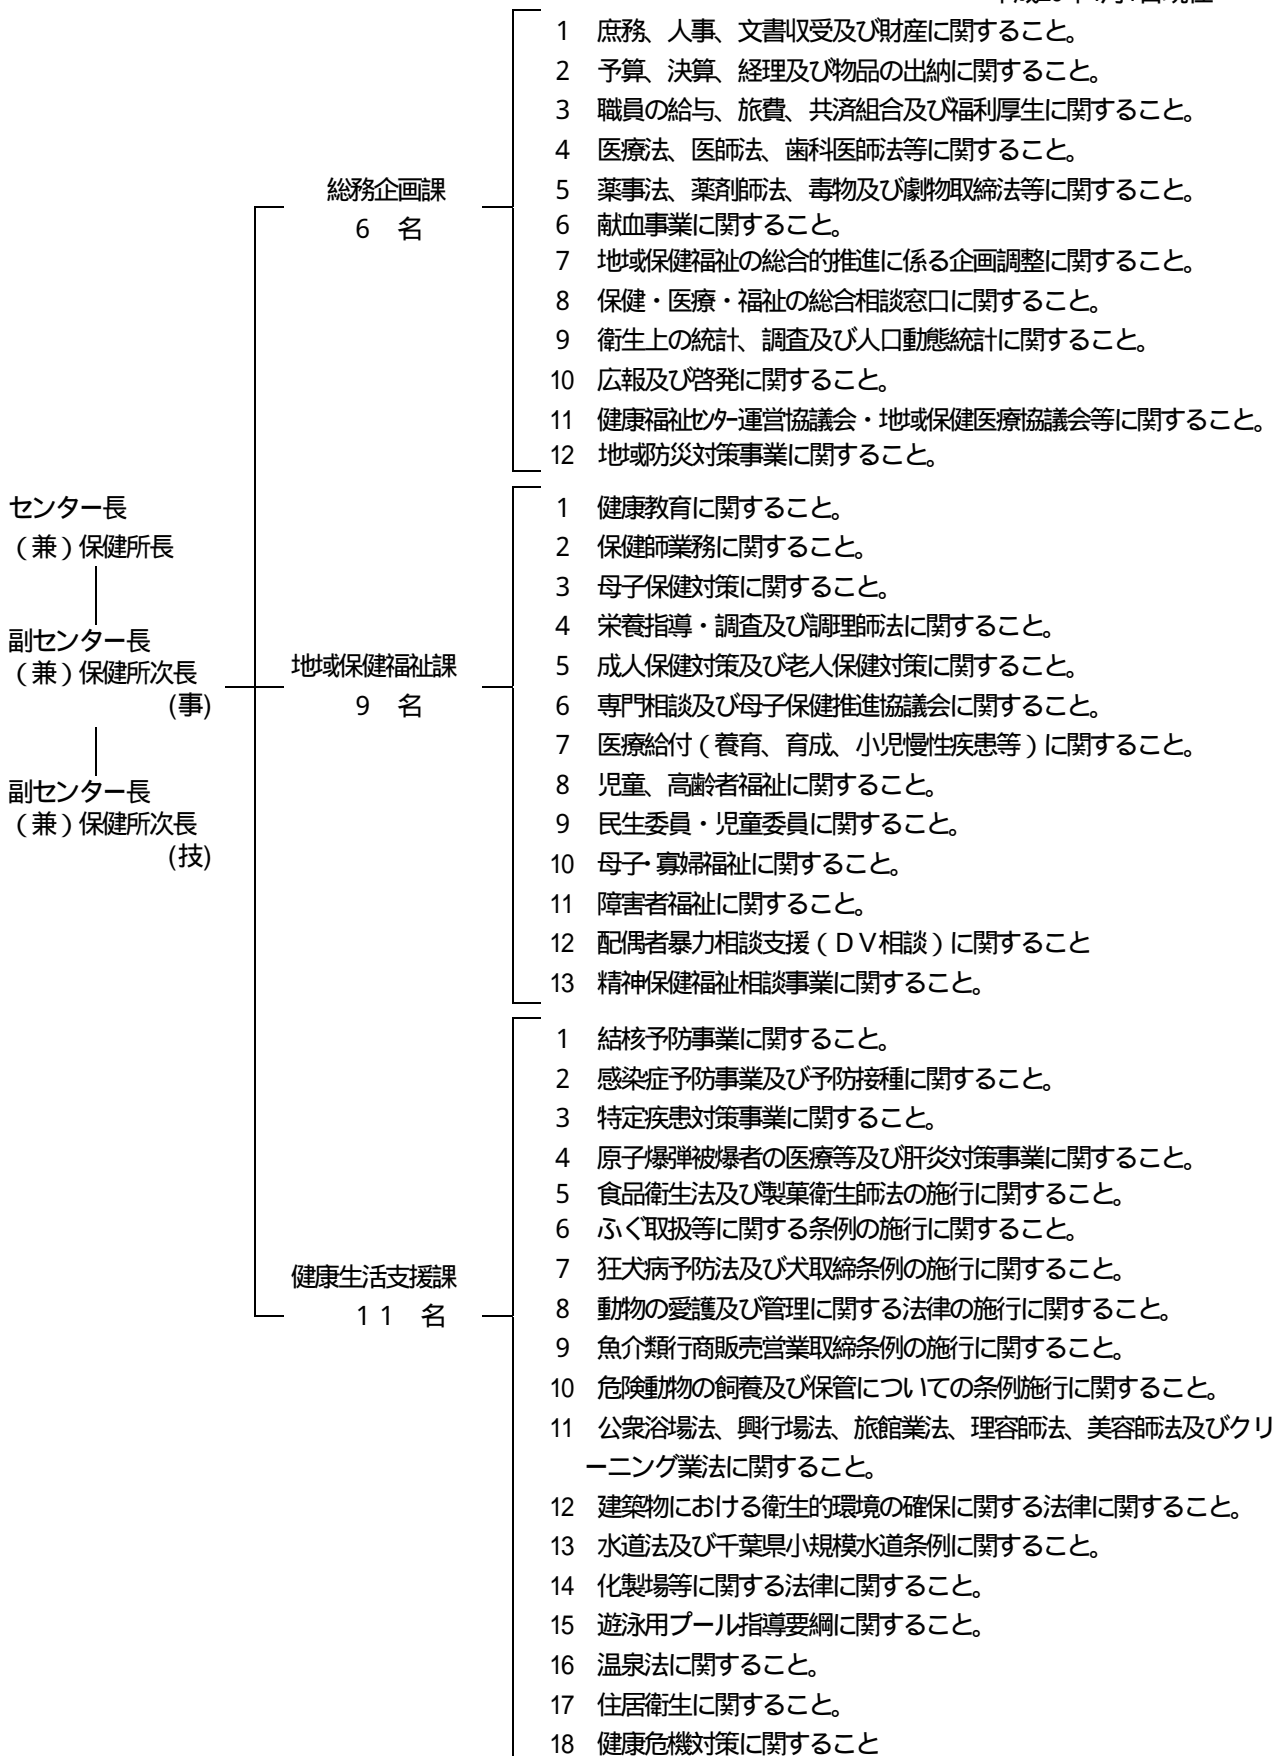 1 庶務、人事、文書収受及び財産に関すること。
2 予算、決算、経理及び物品の出納に関すること。
3 職員の給与、旅費、共済組合及び福利厚生に関すること。
4 医療法、医師法、歯科医師法等に関すること。
5 薬事法、薬剤師法、毒物及び劇物取締法等に関すること。
総務企画課
6 名
6 献血事業に関すること。
7 地域保健福祉の総合的推進に係る企画調整に関すること。
8 保健・医療・福祉の総合相談窓口に関すること。
9 衛生上の統計、調査及び人口動態統計に関すること。
10 広報及び啓発に関すること。
11 健康福祉センター運営協議会・地域保健医療協議会等に関すること。
12 地域防災対策事業に関すること。
センター長
(兼)保健所長
副センター長
(兼)保健所次長
(事)
副センター長
(兼)保健所次長
(技)
地域保健福祉課
9 名
1 健康教育に関すること。
2 保健師業務に関すること。
3 母子保健対策に関すること。
4 栄養指導・調査及び調理師法に関すること。
5 成人保健対策及び老人保健対策に関すること。
6 専門相談及び母子保健推進協議会に関すること。
7 医療給付(養育、育成、小児慢性疾患等)に関すること。
8 児童、高齢者福祉に関すること。
9 民生委員・児童委員に関すること。
10 母子・寡婦福祉に関すること。
11 障害者福祉に関すること。
12 配偶者暴力相談支援(DV相談)に関すること
13 精神保健福祉相談事業に関すること。
健康生活支援課
11 名
1 結核予防事業に関すること。
2 感染症予防事業及び予防接種に関すること。
3 特定疾患対策事業に関すること。
4 原子爆弾被爆者の医療等及び肝炎対策事業に関すること。
5 食品衛生法及び製菓衛生師法の施行に関すること。
6 ふぐ取扱等に関する条例の施行に関すること。
7 狂犬病予防法及び犬取締条例の施行に関すること。
8 動物の愛護及び管理に関する法律の施行に関すること。
9 魚介類行商販売営業取締条例の施行に関すること。
10 危険動物の飼養及び保管についての条例施行に関すること。
11 公衆浴場法、興行場法、旅館業法、理容師法、美容師法及びクリ
ーニング業法に関すること。
12 建築物における衛生的環境の確保に関する法律に関すること。
13 水道法及び千葉県小規模水道条例に関すること。
14 化製場等に関する法律に関すること。
15 遊泳用プール指導要綱に関すること。
16 温泉法に関すること。
17 住居衛生に関すること。
18 健康危機対策に関すること